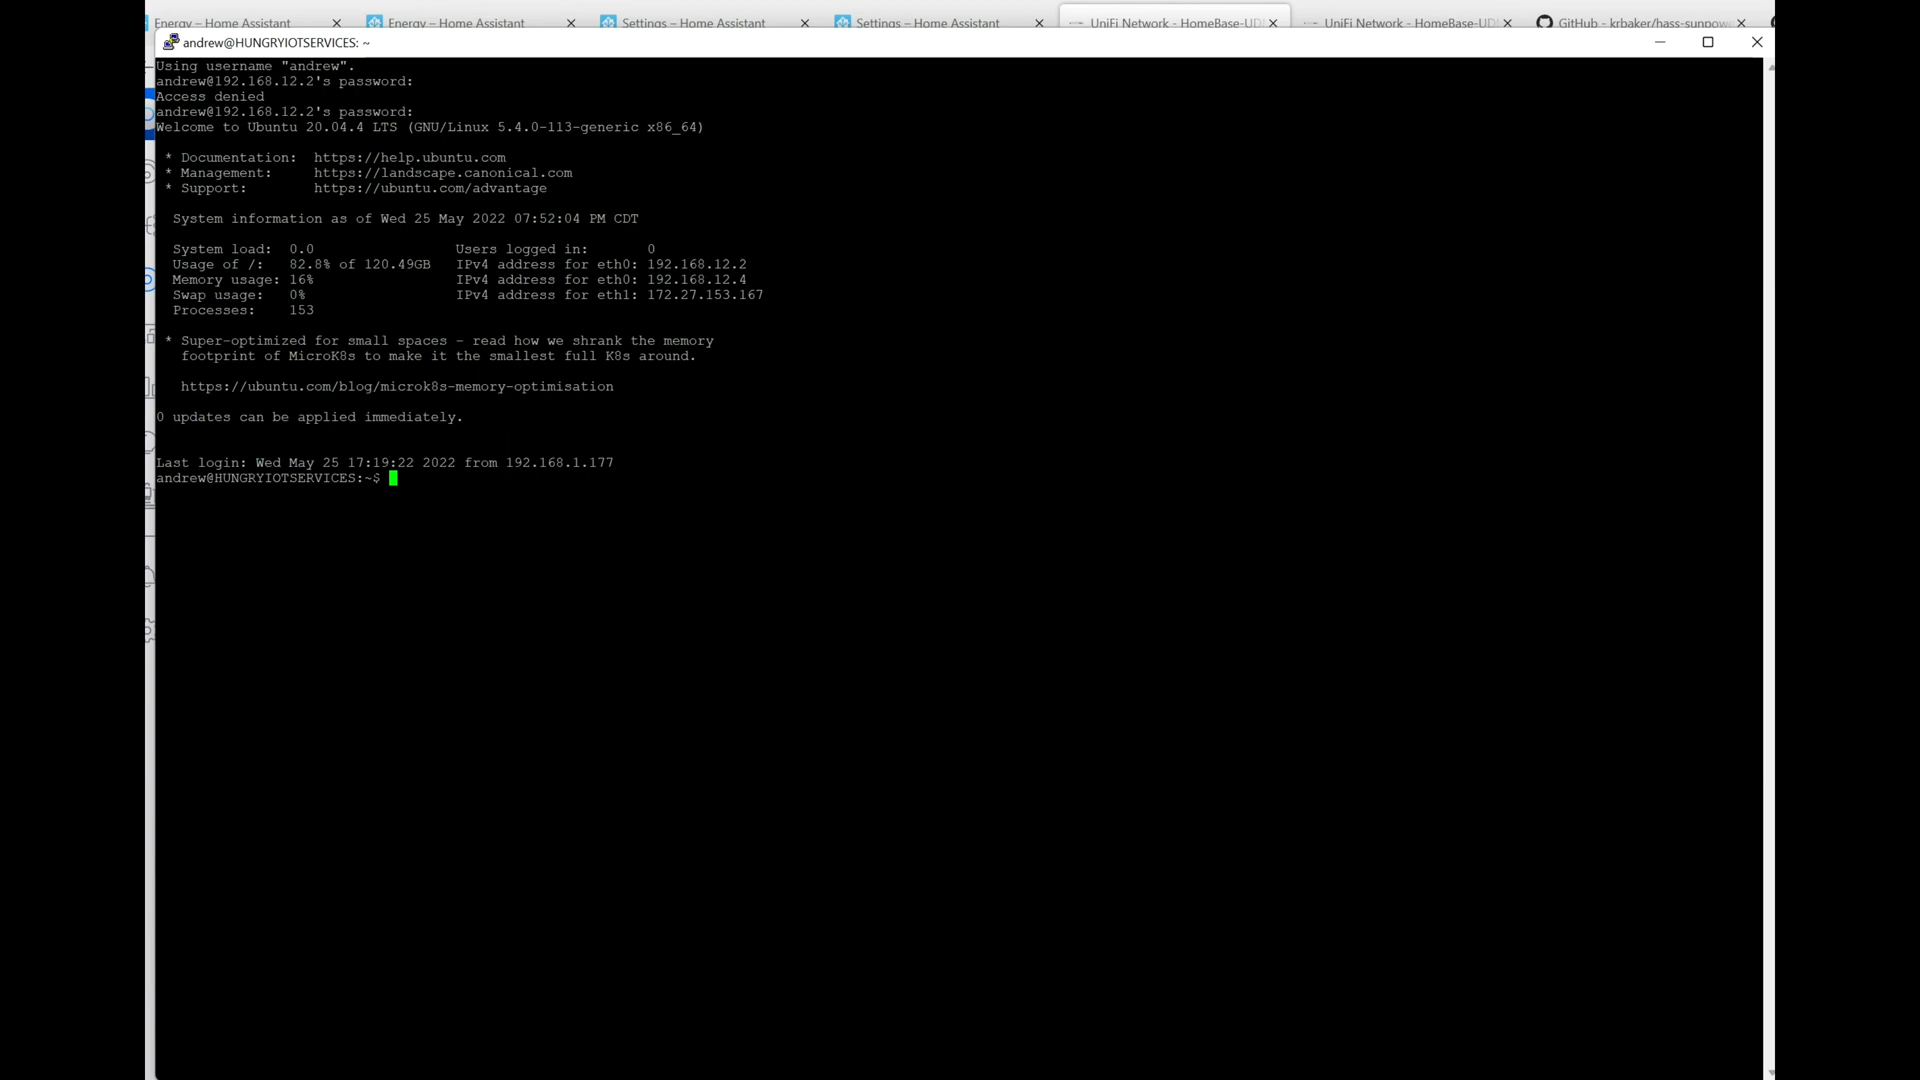 Energy – Home Assistant
Energy – Home Assistant
Settings – Home Assistant
Settings – Home Assistant
UniFi Network - HomeBase-UD
UniFi Network - HomeBase-UD
GitHub - krbaker/hass-sunpow
andrew@HUNGRYIOTSERVICES: ~
Using username "andrew".
andrew@192.168.12.2's password:
Access denied
andrew@192.168.12.2's password:
Welcome to Ubuntu 20.04.4 LTS (GNU/Linux 5.4.0-113-generic x86_64)
* Documentation:  https://help.ubuntu.com
* Management:     https://landscape.canonical.com
* Support:        https://ubuntu.com/advantage
System information as of Wed 25 May 2022 07:52:04 PM CDT
System load:  0.0                 Users logged in:       0
Usage of /:   82.8% of 120.49GB   IPv4 address for eth0: 192.168.12.2
Memory usage: 16%                 IPv4 address for eth0: 192.168.12.4
Swap usage:   0%                  IPv4 address for eth1: 172.27.153.167
Processes:    153
* Super-optimized for small spaces - read how we shrank the memory
footprint of MicroK8s to make it the smallest full K8s around.
https://ubuntu.com/blog/microk8s-memory-optimisation
0 updates can be applied immediately.
Last login: Wed May 25 17:19:22 2022 from 192.168.1.177
andrew@HUNGRYIOTSERVICES:~$